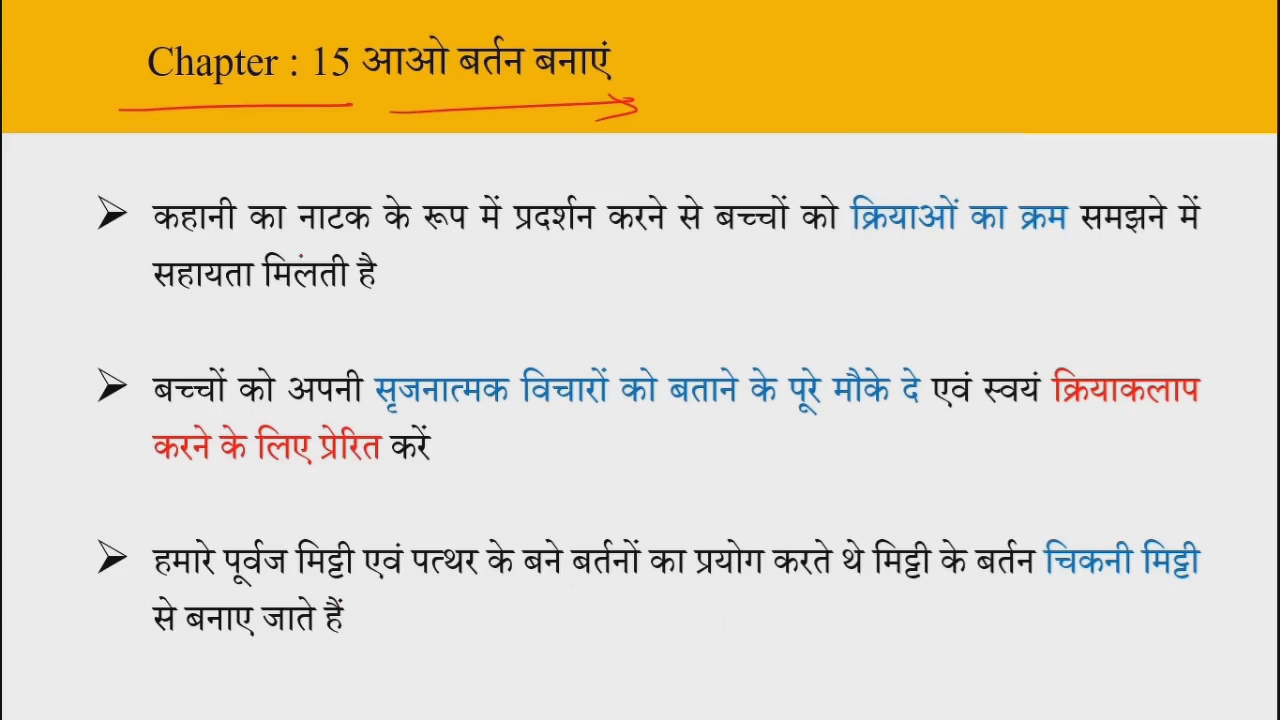 Chapter : 15 आओ बर्तन बनाएं
कहानी का नाटक के रूप में प्रदर्शन करने से बच्चों को क्रियाओं का क्रम समझने में
सहायता मिलती है
बच्चों को अपनी सृजनात्मक विचारों को बताने के पूरे मौके दे एवं स्वयं क्रियाकलाप
करने के लिए प्रेरित करें
हमारे पूर्वज मिट्टी एवं पत्थर के बने बर्तनों का प्रयोग करते थे मिट्टी के बर्तन चिकनी मिट्टी
से बनाए जाते हैं